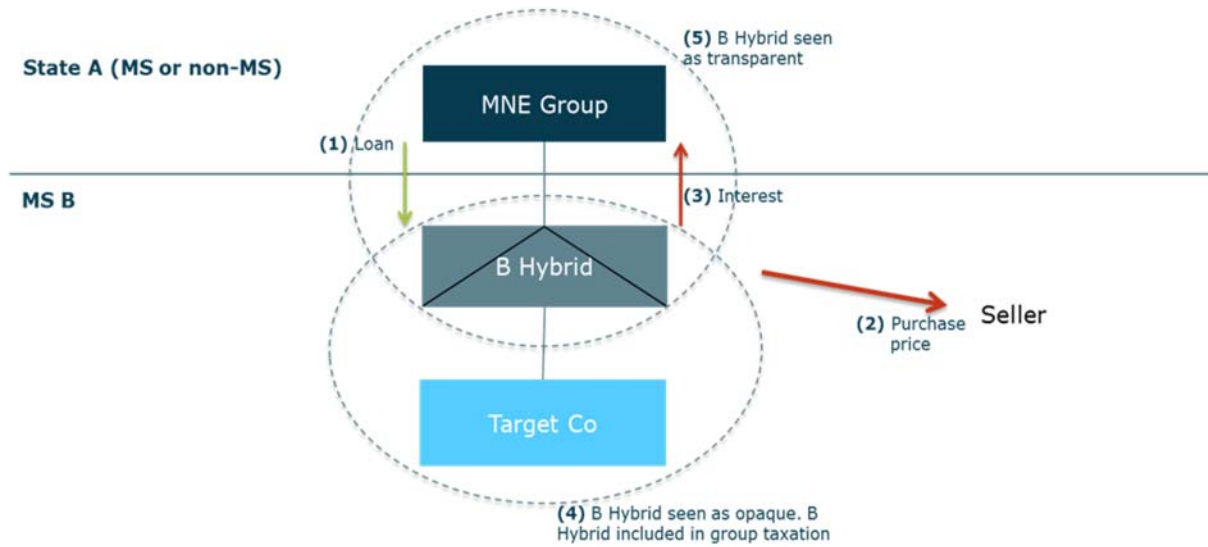 (5) B Hybrid seen
as transparent
State A (MS or non-MS)
MNE Group
(1) Loan
MS B
(3) Interest
B Hybrid
Seller
(2) Purchase
price
Target Co
(4) B Hybrid seen as opaque. B
Hybrid included in group taxation